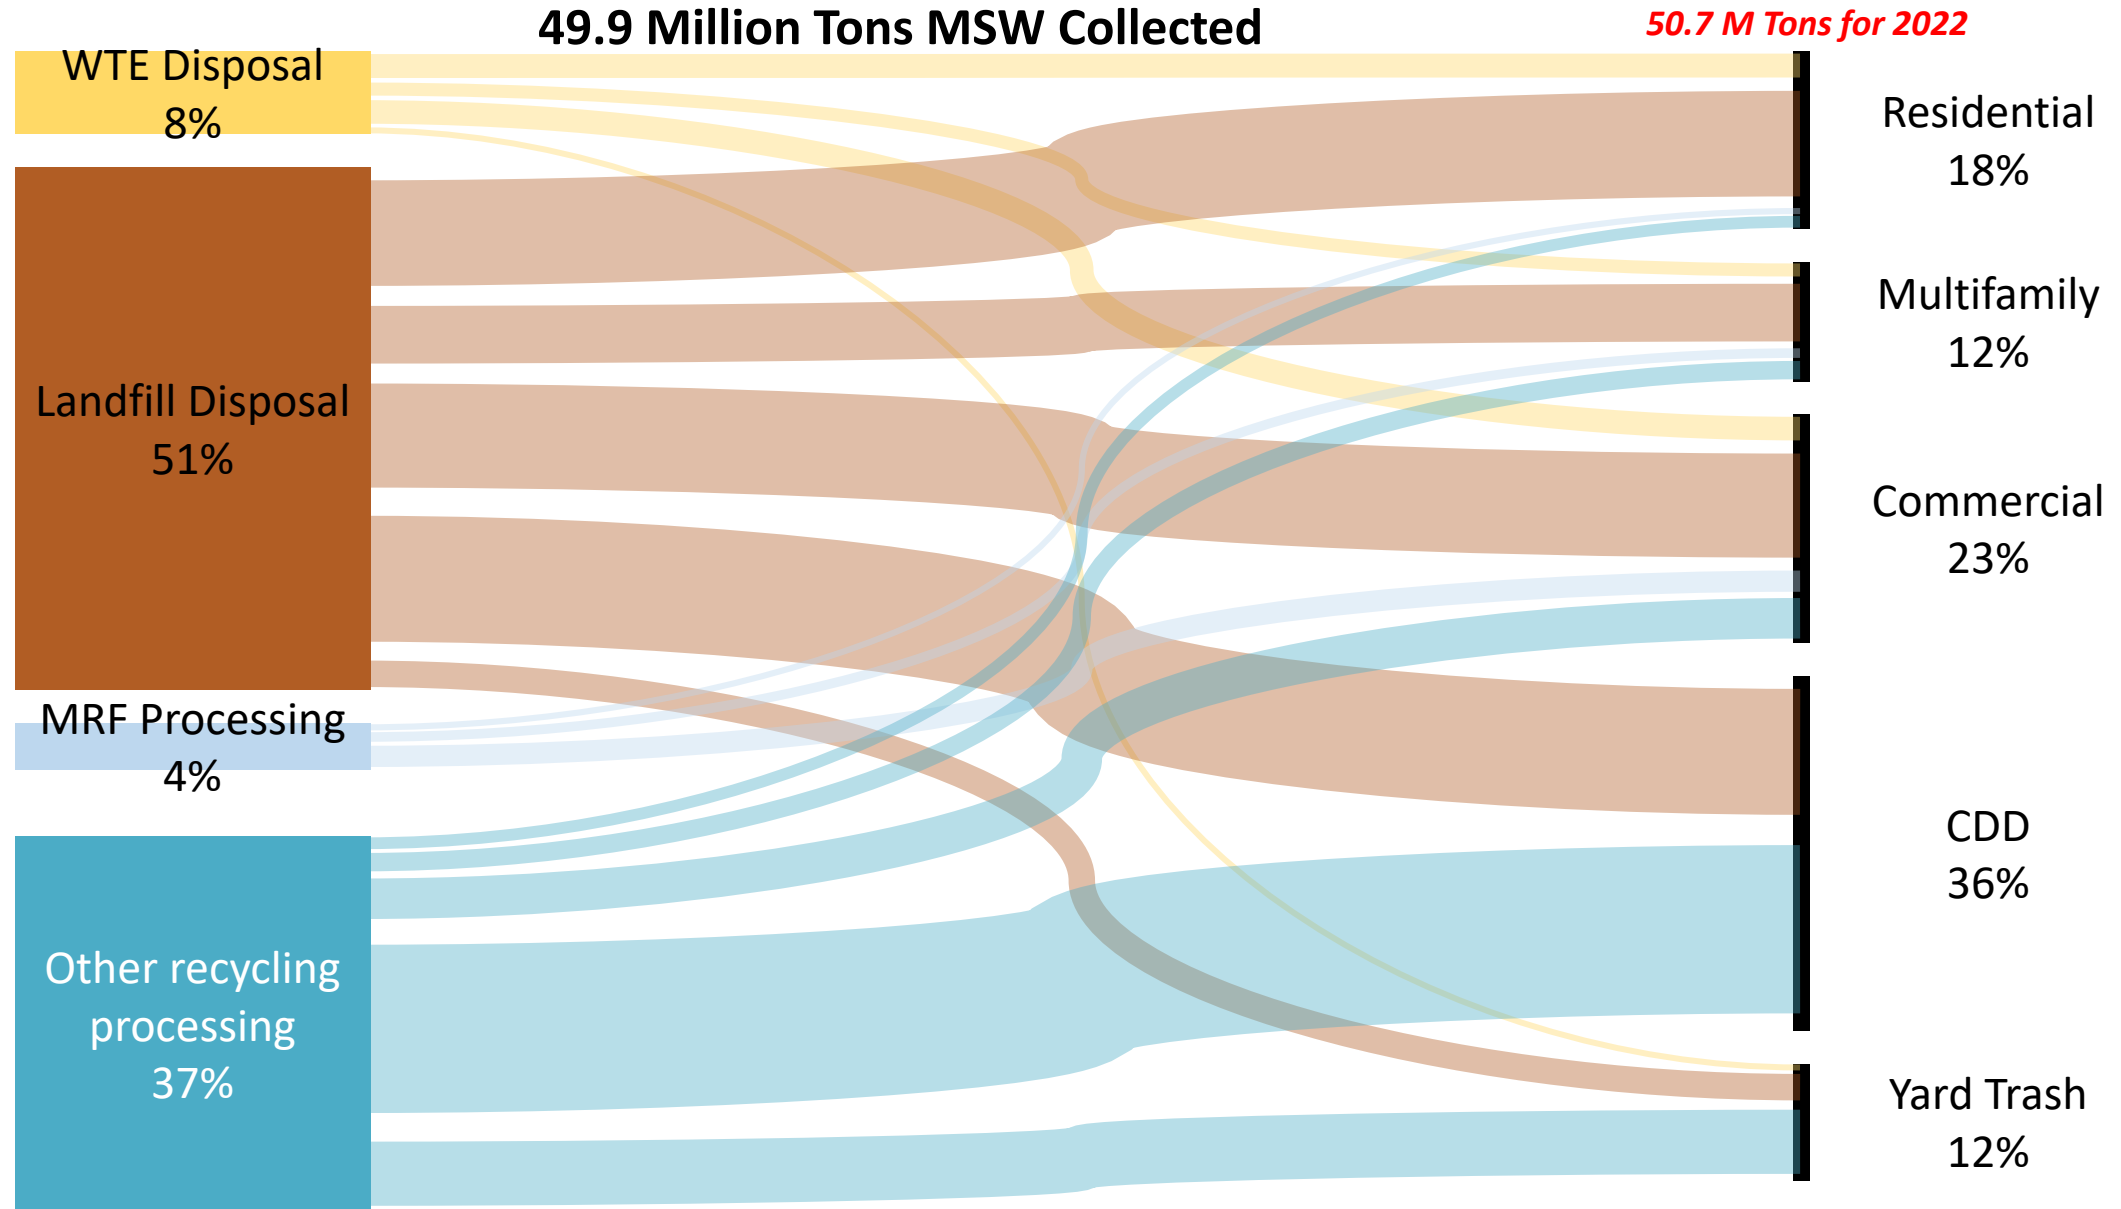 49.9 Million Tons MSW Collected
50.7 M Tons for 2022
WTE Disposal
8%
Landfill Disposal
51%
MRF Processing
4%
Other recycling
processing
37%
Residential
18%
Multifamily
12%
Commercial
23%
CDD
36%
Yard Trash
12%